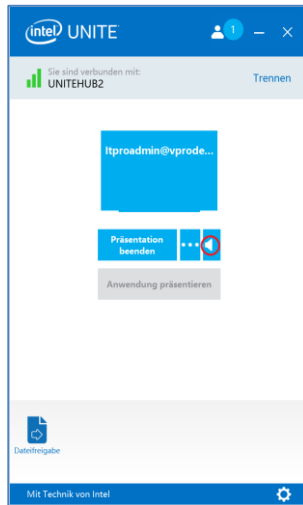 intel UNITE
1
Sie sind verbunden mit:
UNITEHUB2
Trennen
Itproadmin@vprode...
Präsentation
beenden
Anwendung präsentieren
Dateifreigabe
Mit Technik von Intel